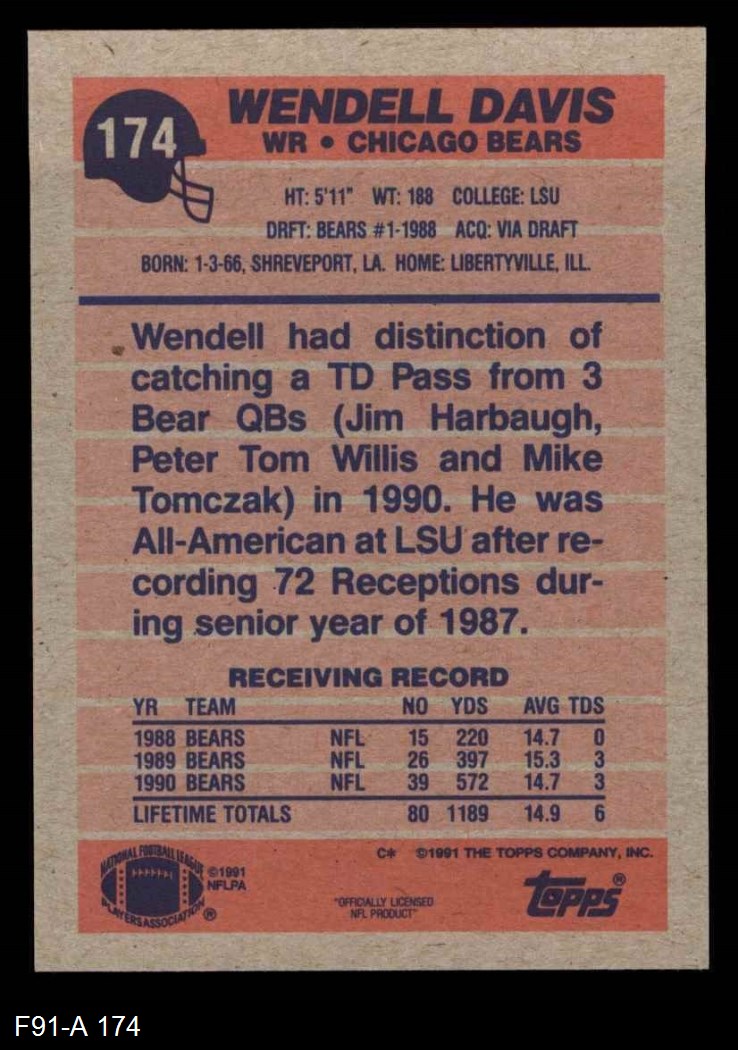 174
WENDELL DAVIS
WR • CHICAGO BEARS
HT: 5'11" WT: 188 COLLEGE: LSU
DRFT: BEARS #1-1988 ACQ: VIA DRAFT
BORN: 1-3-66, SHREVEPORT, LA. HOME: LIBERTYVILLE, ILL.
Wendell had distinction of
catching a TD Pass from 3
Bear QBs (Jim Harbaugh,
Peter Tom Willis and Mike
Tomczak) in 1990. He was
All-American at LSU after re-
cording 72 Receptions dur-
ing senior year of 1987.
RECEIVING RECORD
YR TEAM NO YDS AVG TDS
1988 BEARS NFL 15 220 14.7 0
1989 BEARS NFL 26 397 15.3 3
1990 BEARS NFL 39 572 14.7 3
LIFETIME TOTALS 80 1189 14.9 6
C* ©1991 THE TOPPS COMPANY, INC.
NATIONAL FOOTBALL LEAGUE
PLAYERS ASSOCIATION ®
©1991
NFLPA
"OFFICIALLY LICENSED
NFL PRODUCT"
topps®
F91-A 174